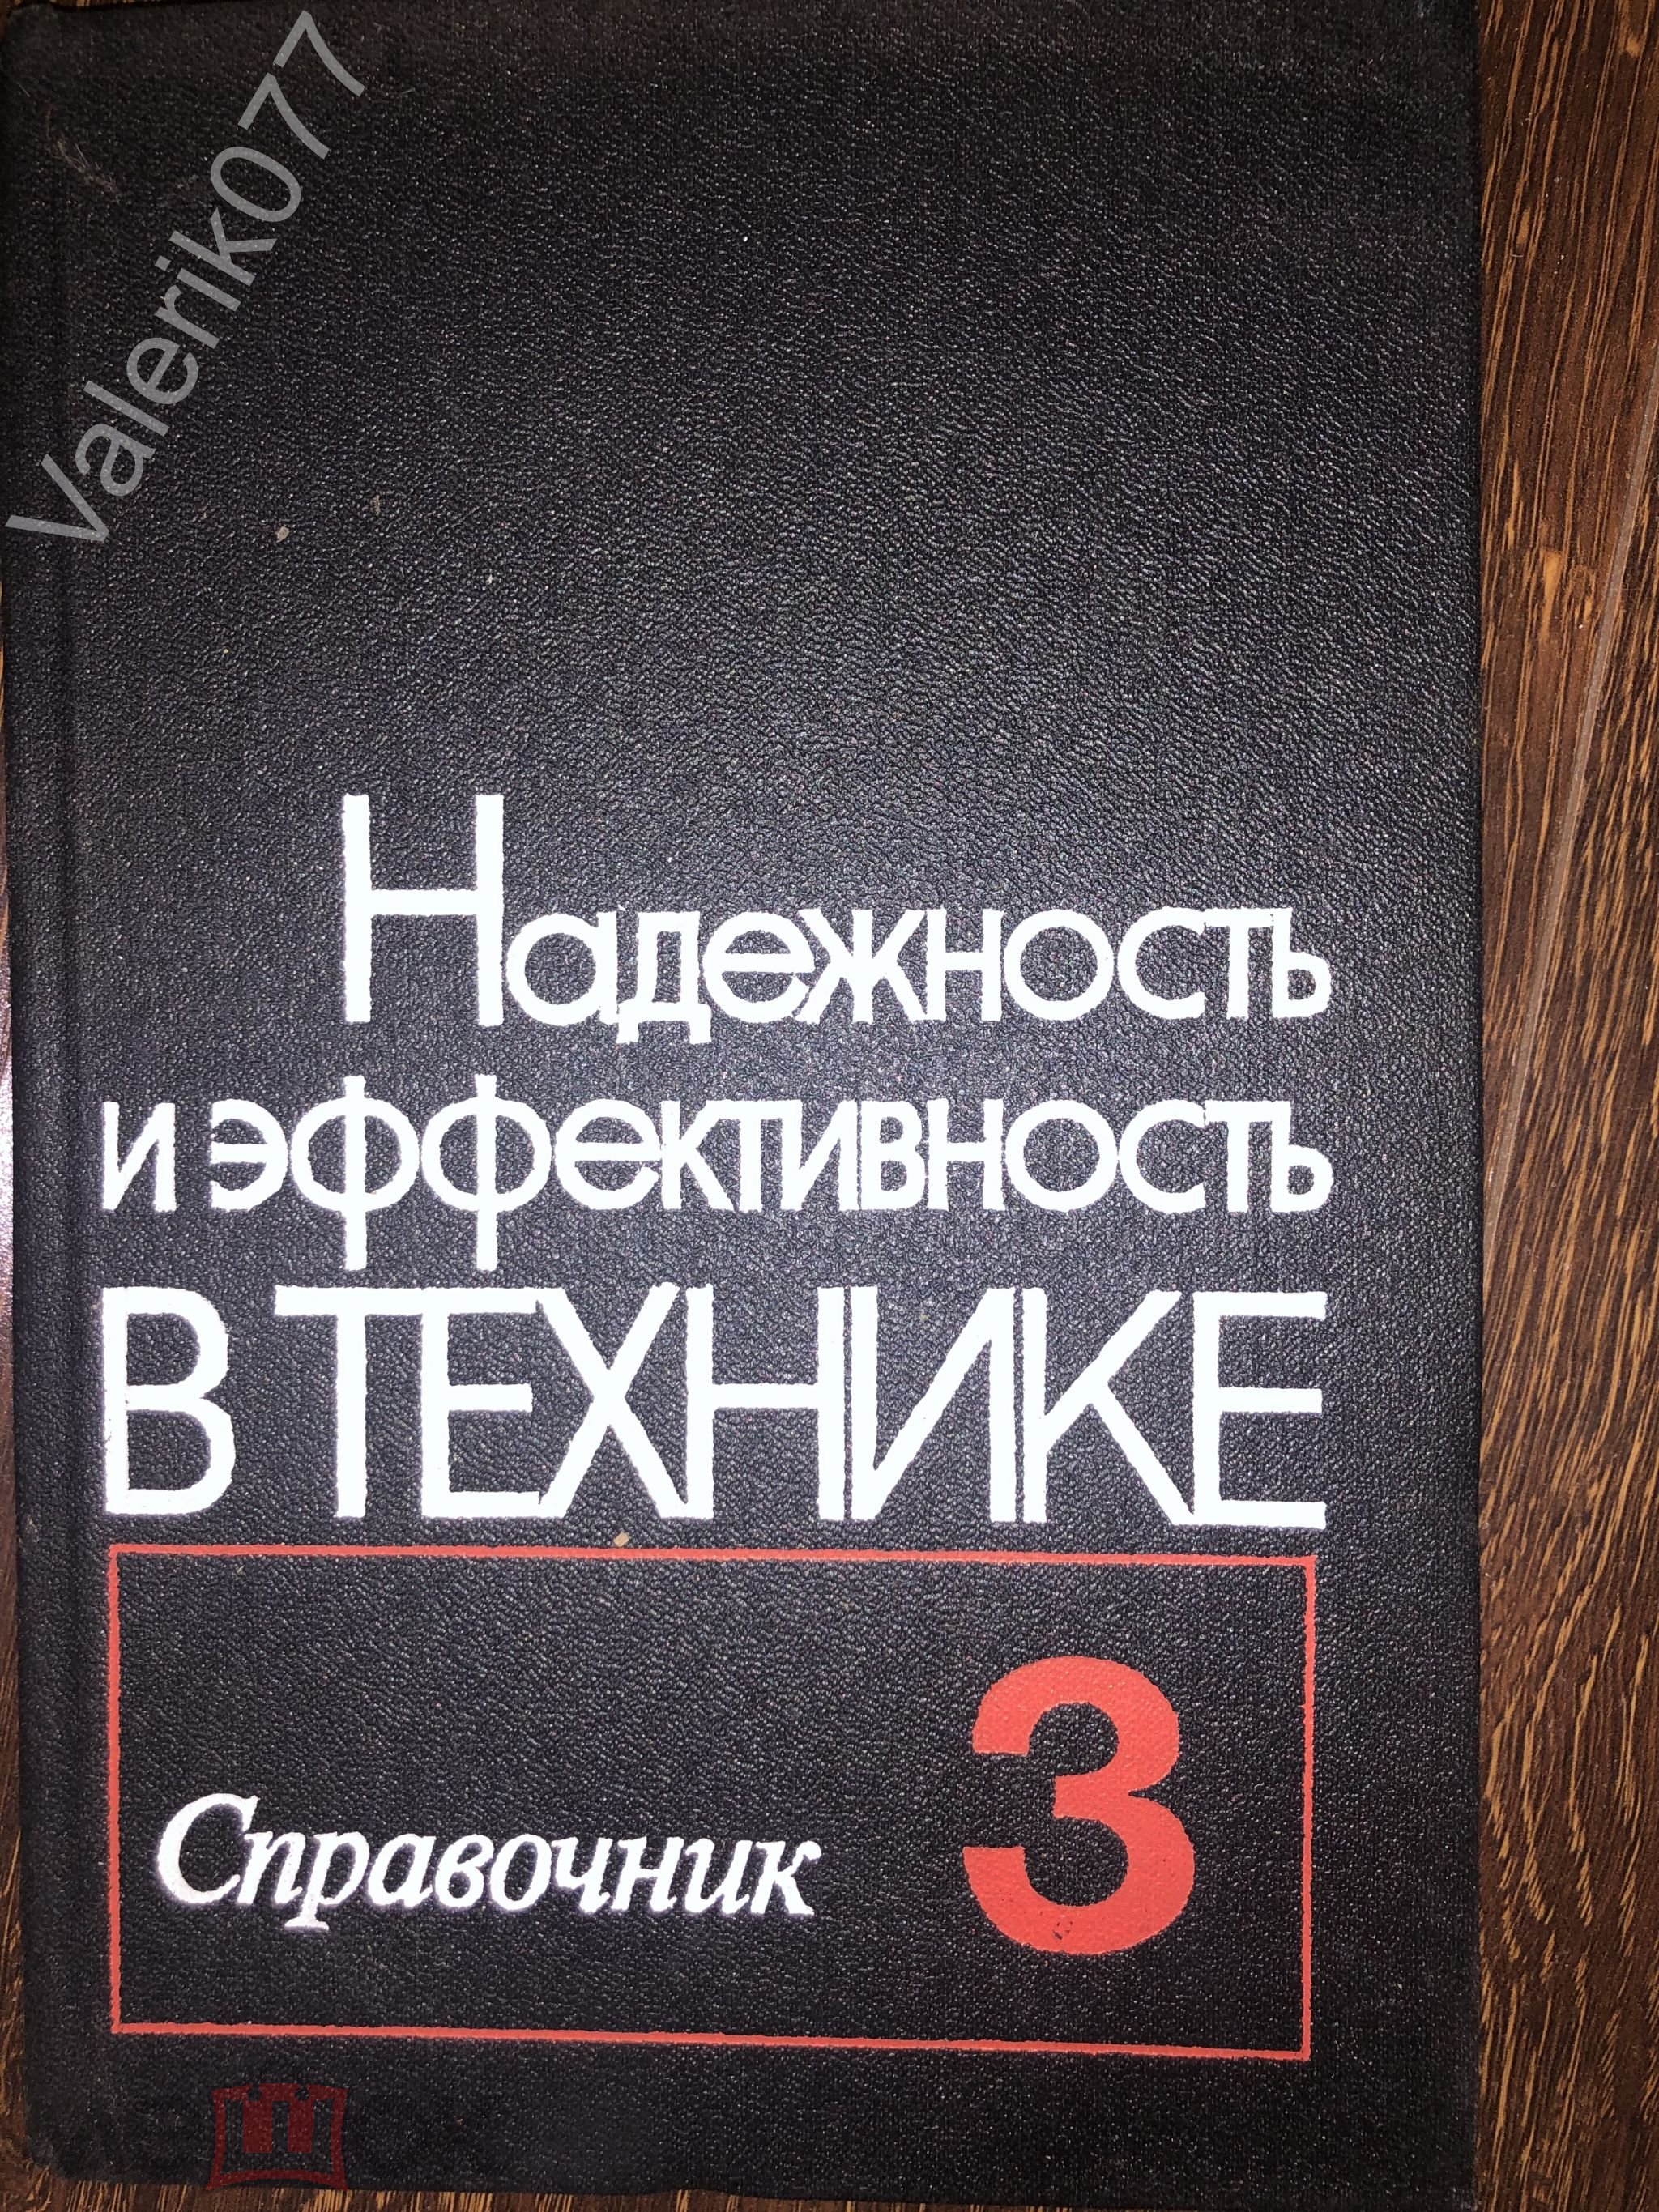 Valerik077
Надежность
и эффективность
В ТЕХНИКЕ
Справочник 3